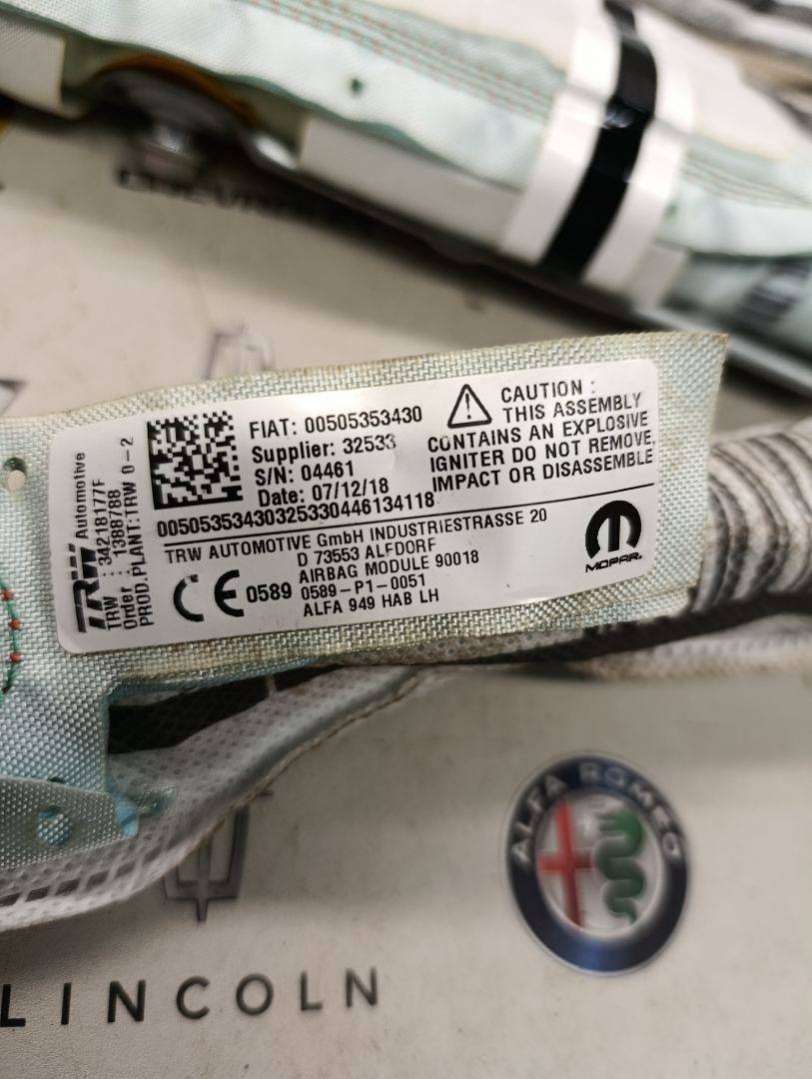 TRW Automotive
TRW : 34218177F
Order : 1388788
PROD.PLANT:TRW 0-2
FIAT: 00505353430
Supplier: 32533
S/N: 04461
Date: 07/12/18
CAUTION :
THIS ASSEMBLY
CONTAINS AN EXPLOSIVE
IGNITER DO NOT REMOVE,
IMPACT OR DISASSEMBLE
005053534303253304461341​18
TRW AUTOMOTIVE GmbH INDUSTRIESTRASSE 20
D 73553 ALFDORF
AIRBAG MODULE 90018
CE 0589 0589-P1-0051
ALFA 949 HAB LH
MOPAR
ALFA ROMEO
LINCOLN